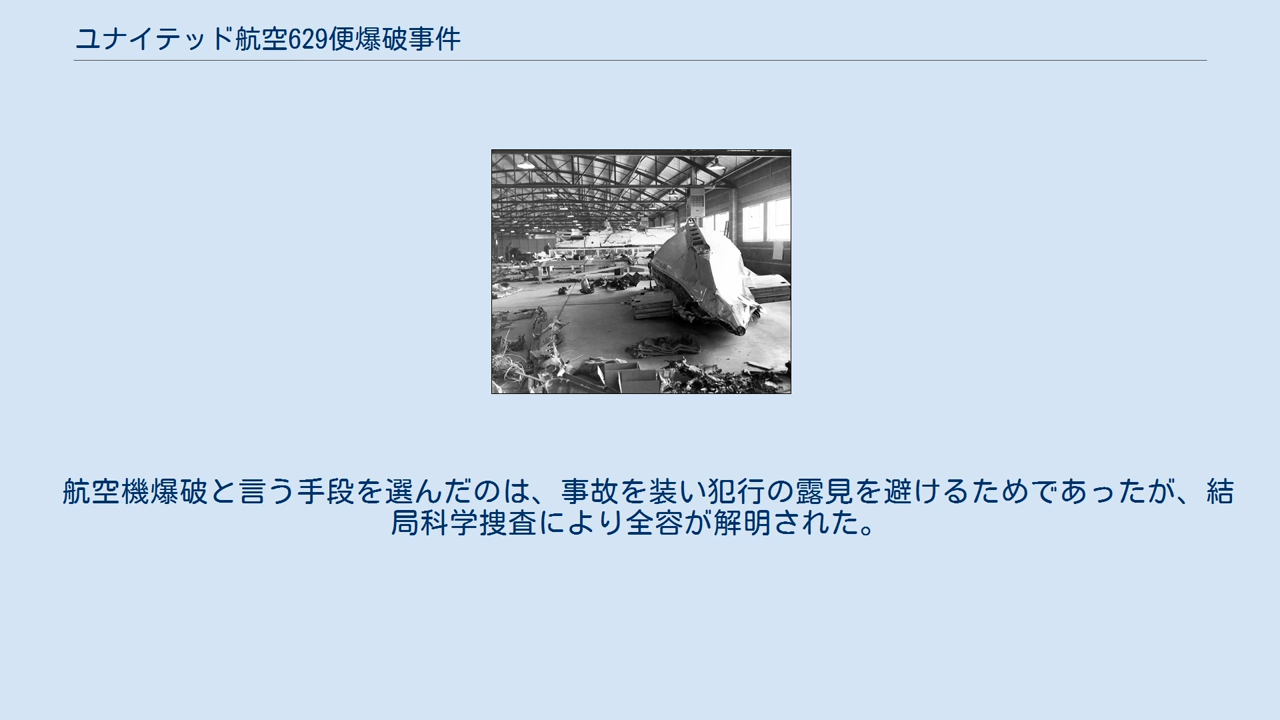 ユナイテッド航空629便爆破事件
航空機爆破と言う手段を選んだのは、事故を装い犯行の露見を避けるためであったが、結
局科学捜査により全容が解明された。